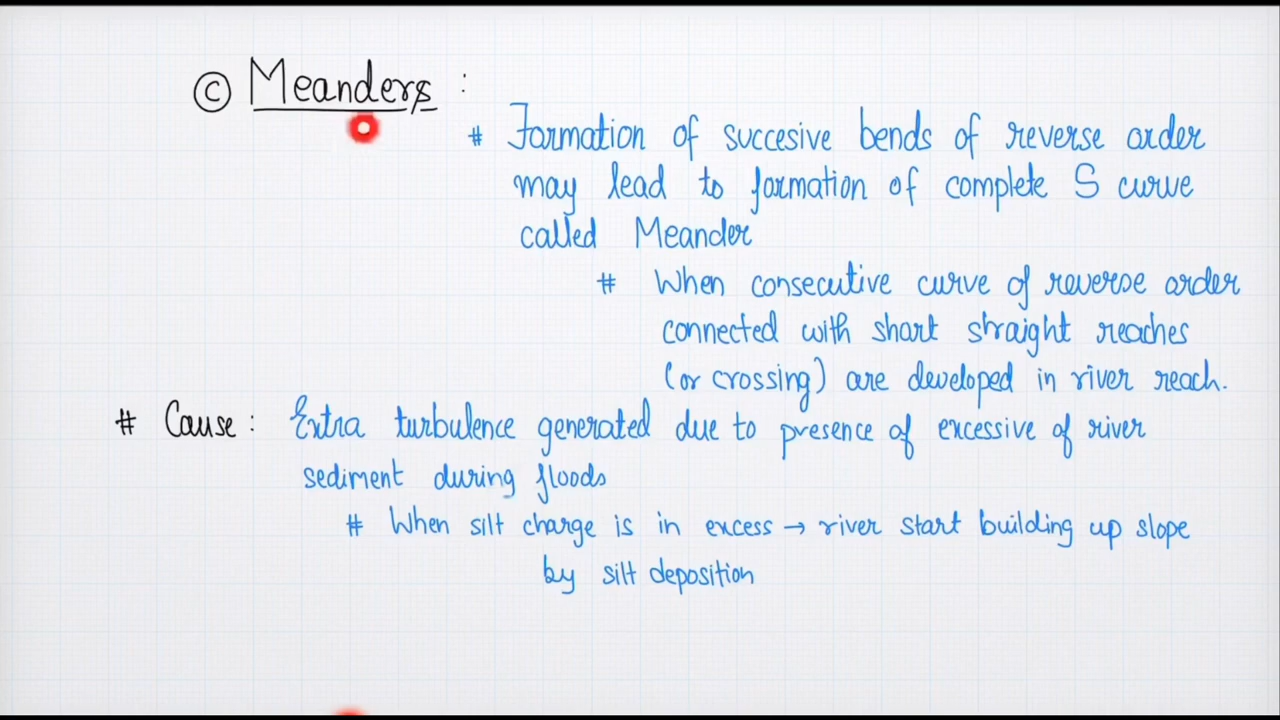 © Meanders :
# Formation of succesive bends of reverse order
may lead to formation of complete S curve
called Meander
# When consecutive curve of reverse order
connected with short straight reaches
(or crossing) are developed in river reach.
# Cause : Extra turbulence generated due to presence of excessive of river
sediment during floods
# When silt charge is in excess → river start building up slope
by silt deposition